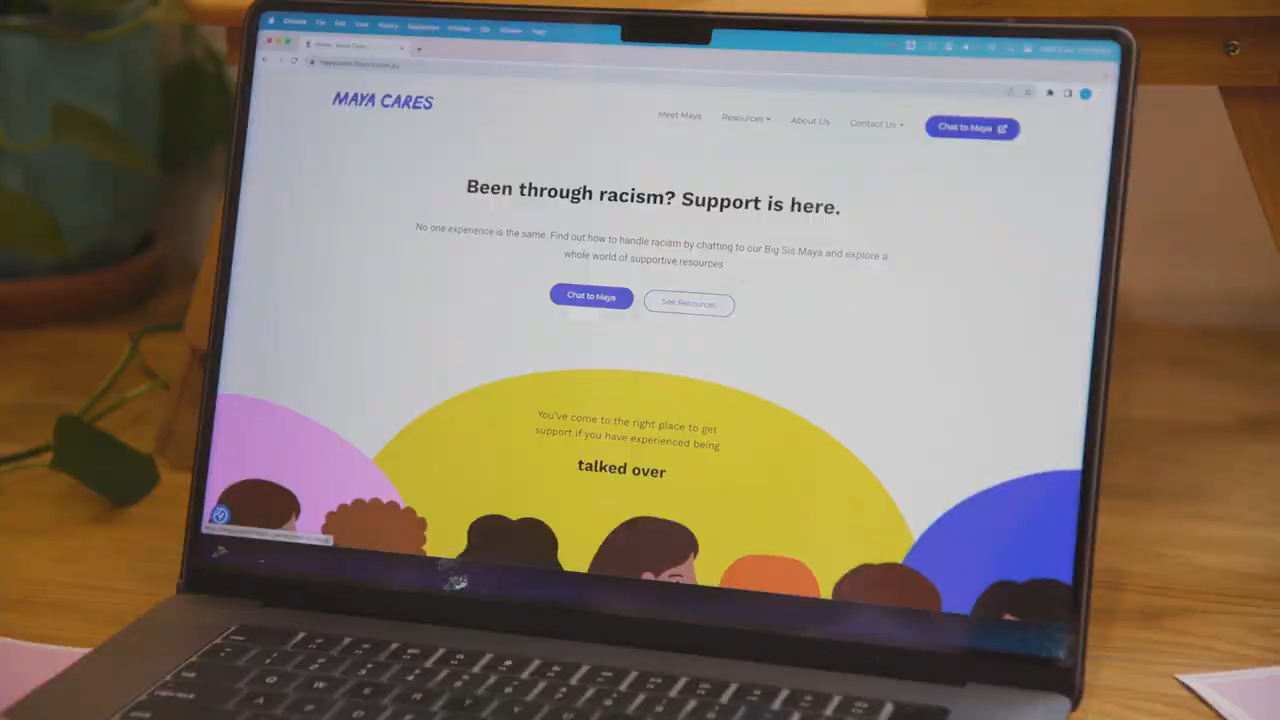 MAYA CARES
Meet Maya
Resources
About Us
Contact Us
Chat to Maya
Been through racism? Support is here.
No one experience is the same. Find out how to handle racism by chatting to our Big Sis Maya and explore a
whole world of supportive resources
Chat to Maya
See Resources
You've come to the right place to get
support if you have experienced being
talked over